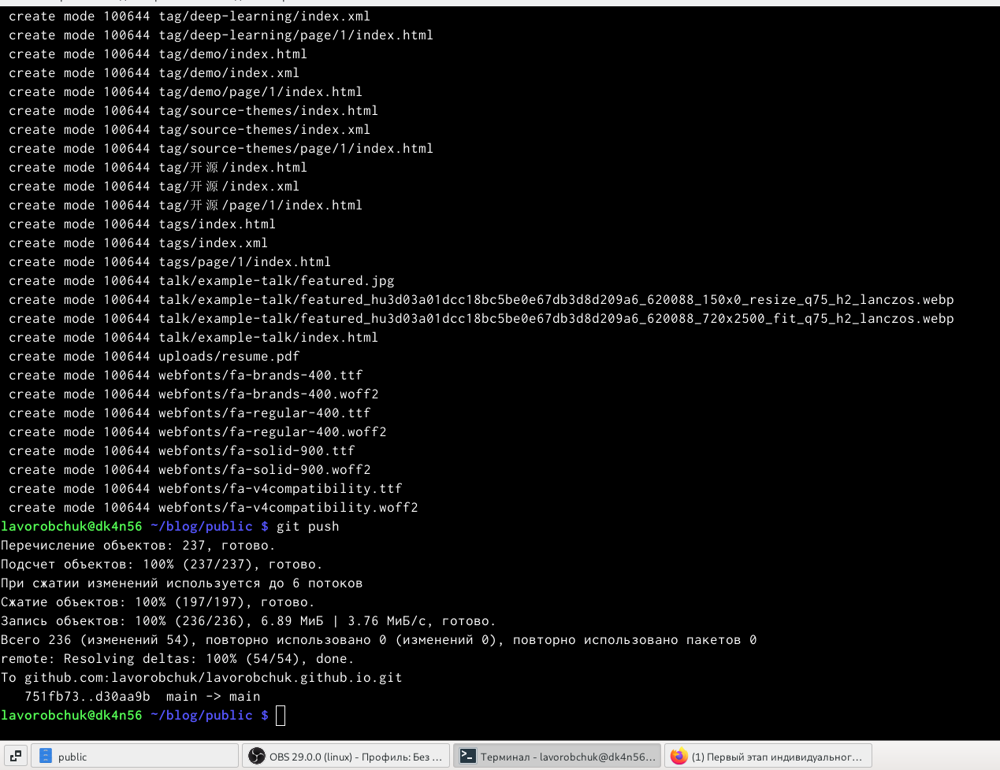 create mode 100644 tag/deep-learning/index.xml
create mode 100644 tag/deep-learning/page/1/index.html
create mode 100644 tag/demo/index.html
create mode 100644 tag/demo/index.xml
create mode 100644 tag/demo/page/1/index.html
create mode 100644 tag/source-themes/index.html
create mode 100644 tag/source-themes/index.xml
create mode 100644 tag/source-themes/page/1/index.html
create mode 100644 tag/开源/index.html
create mode 100644 tag/开源/index.xml
create mode 100644 tag/开源/page/1/index.html
create mode 100644 tags/index.html
create mode 100644 tags/index.xml
create mode 100644 tags/page/1/index.html
create mode 100644 talk/example-talk/featured.jpg
create mode 100644 talk/example-talk/featured_hu3d03a01dcc18bc5be0e67db3d8d209a6_620088_150x0_resize_q75_h2_lanczos.webp
create mode 100644 talk/example-talk/featured_hu3d03a01dcc18bc5be0e67db3d8d209a6_620088_720x2500_fit_q75_h2_lanczos.webp
create mode 100644 talk/example-talk/index.html
create mode 100644 uploads/resume.pdf
create mode 100644 webfonts/fa-brands-400.ttf
create mode 100644 webfonts/fa-brands-400.woff2
create mode 100644 webfonts/fa-regular-400.ttf
create mode 100644 webfonts/fa-regular-400.woff2
create mode 100644 webfonts/fa-solid-900.ttf
create mode 100644 webfonts/fa-solid-900.woff2
create mode 100644 webfonts/fa-v4compatibility.ttf
create mode 100644 webfonts/fa-v4compatibility.woff2
lavorobchuk@dk4n56 ~/blog/public $ git push
Перечисление объектов: 237, готово.
Подсчет объектов: 100% (237/237), готово.
При сжатии изменений используется до 6 потоков
Сжатие объектов: 100% (197/197), готово.
Запись объектов: 100% (236/236), 6.89 МиБ | 3.76 МиБ/с, готово.
Всего 236 (изменений 54), повторно использовано 0 (изменений 0), повторно использовано пакетов 0
remote: Resolving deltas: 100% (54/54), done.
To github.com:lavorobchuk/lavorobchuk.github.io.git
751fb73..d30aa9b  main -> main
lavorobchuk@dk4n56 ~/blog/public $
public OBS 29.0.0 (linux) - Профиль: Без ... Терминал - lavorobchuk@dk4n56... (1) Первый этап индивидуальног...